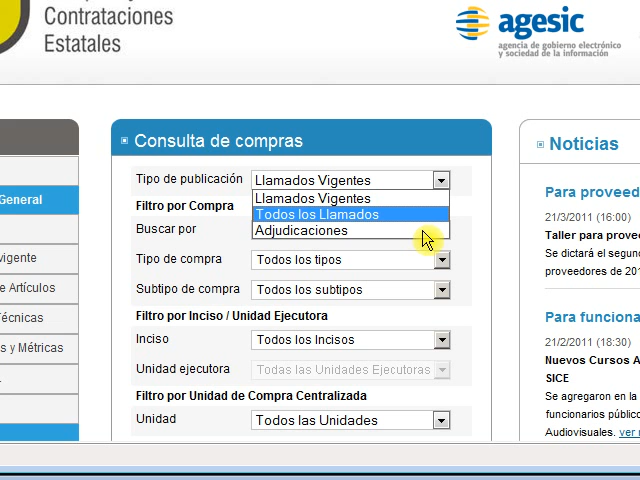 Contrataciones
Estatales
agesic
agencia de gobierno electrónico
y sociedad de la información
Consulta de compras
Noticias
Tipo de publicación
Llamados Vigentes
Llamados Vigentes
Todos los Llamados
Adjudicaciones
Filtro por Compra
Buscar por
Tipo de compra
Todos los tipos
Subtipo de compra
Todos los subtipos
Filtro por Inciso / Unidad Ejecutora
Inciso
Todos los Incisos
Unidad ejecutora
Todas las Unidades Ejecutoras
Filtro por Unidad de Compra Centralizada
Unidad
Todos las Unidades
General
vigente
e Artículos
Técnicas
s y Métricas
Para proveed
21/3/2011 (16:00)
Taller para prove
Se dictará el segun
proveedores de 201
Para funciona
21/2/2011 (18:30)
Nuevos Cursos A
SICE
Se agregaron en la
funcionarios públic
Audiovisuales. ver